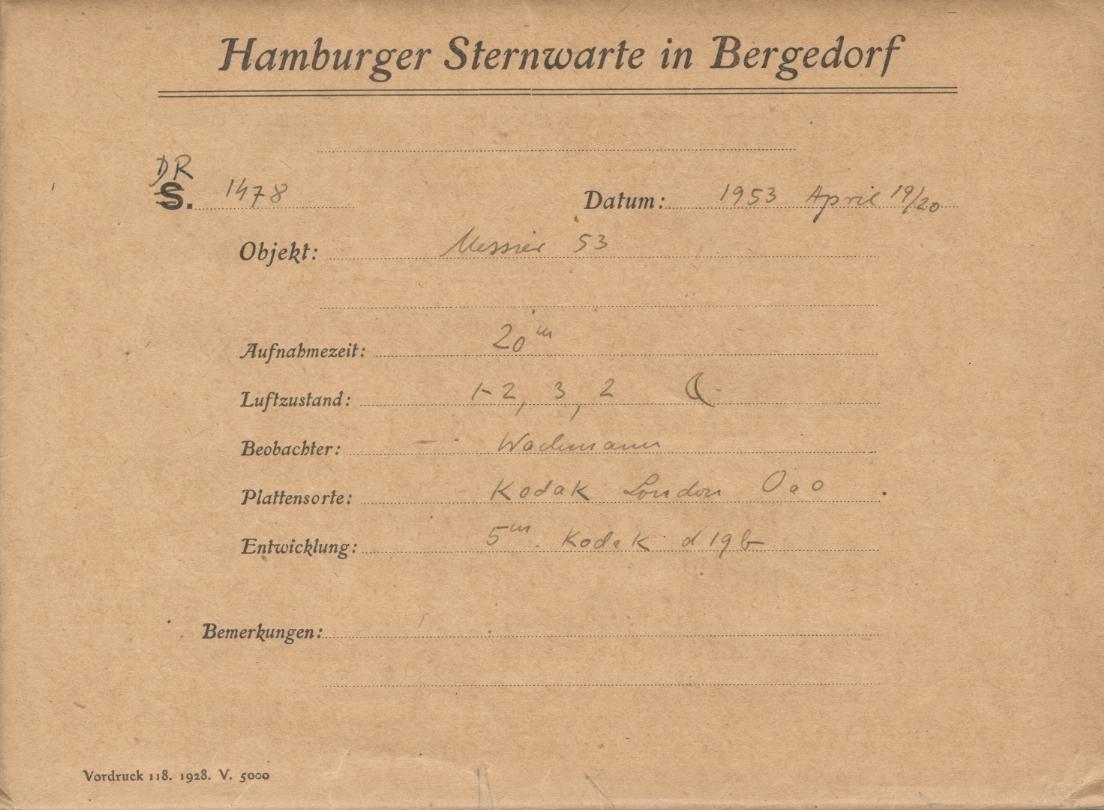 Hamburger Sternwarte in Bergedorf
DR
S. 1478 Datum: 1953 April 19/20
Objekt: Messier 53
Aufnahmezeit: 20m
Luftzustand: 1-2, 3, 2 ☾
Beobachter: Wachmann
Plattensorte: Kodak London OaO
Entwicklung: 5m. Kodak d19b
Bemerkungen:
Vordruck 118. 1928. V. 5000